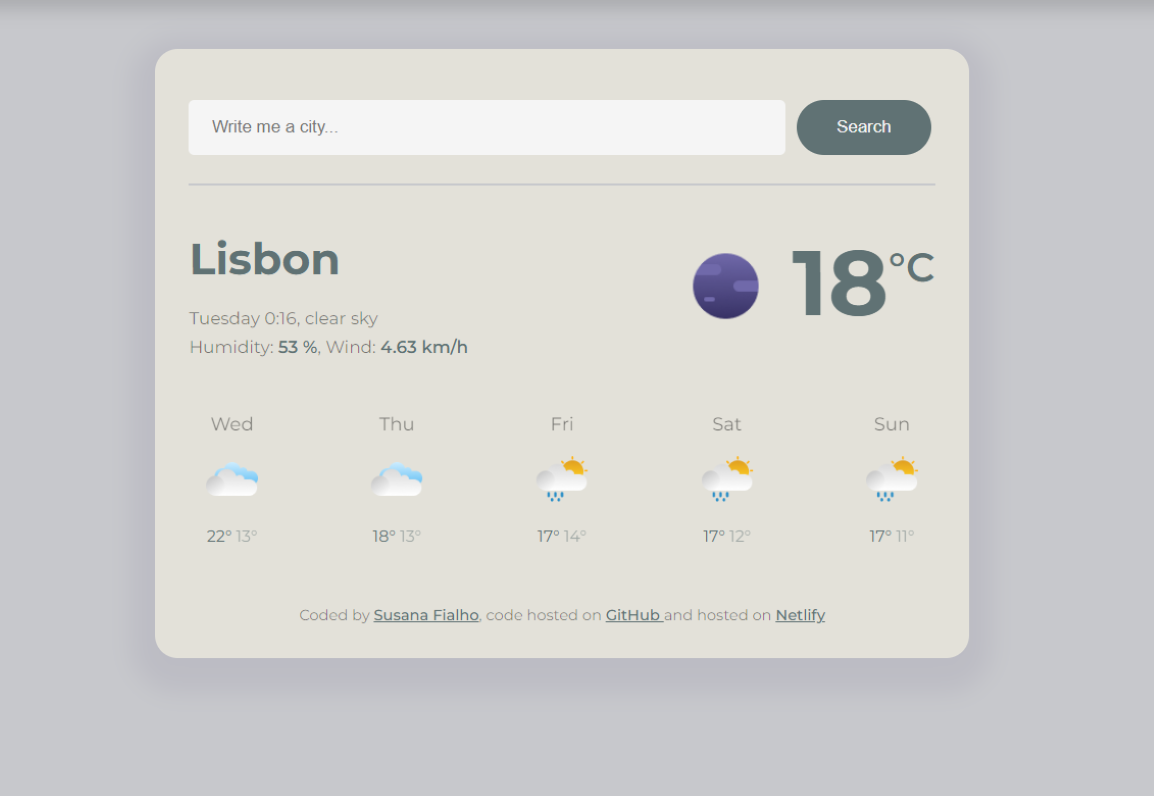 Write me a city...
Search
Lisbon
18°C
Tuesday 0:16, clear sky
Humidity: 53 %, Wind: 4.63 km/h
Wed Thu Fri Sat Sun
22° 13° 18° 13° 17° 14° 17° 12° 17° 11°
Coded by Susana Fialho, code hosted on GitHub and hosted on Netlify